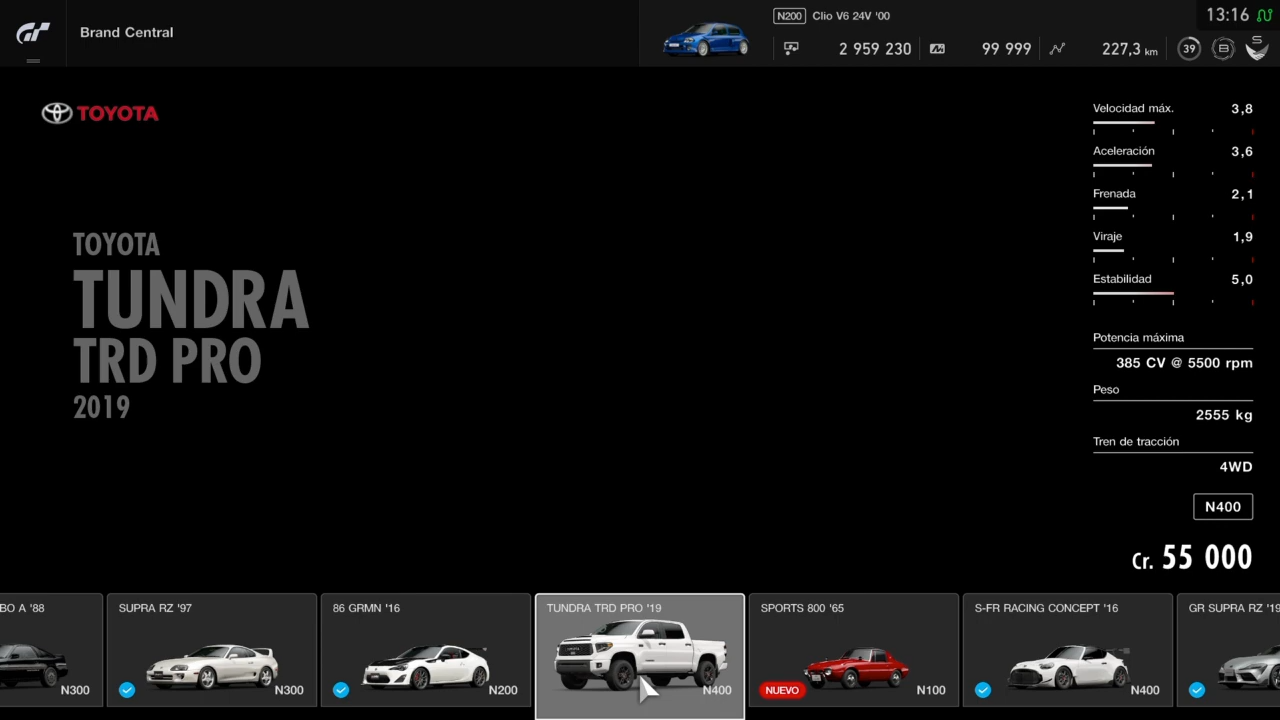 Brand Central
N200 Clio V6 24V '00
2 959 230
99 999
227,3 km
13:16
39
B
S
TOYOTA
TOYOTA
TUNDRA
TRD PRO
2019
Velocidad máx. 3,8
Aceleración 3,6
Frenada 2,1
Viraje 1,9
Estabilidad 5,0
Potencia máxima
385 CV @ 5500 rpm
Peso
2555 kg
Tren de tracción
4WD
N400
Cr. 55 000
BO A '88
N300
SUPRA RZ '97
N300
86 GRMN '16
N200
TUNDRA TRD PRO '19
N400
SPORTS 800 '65
NUEVO
N100
S-FR RACING CONCEPT '16
N400
GR SUPRA RZ '19